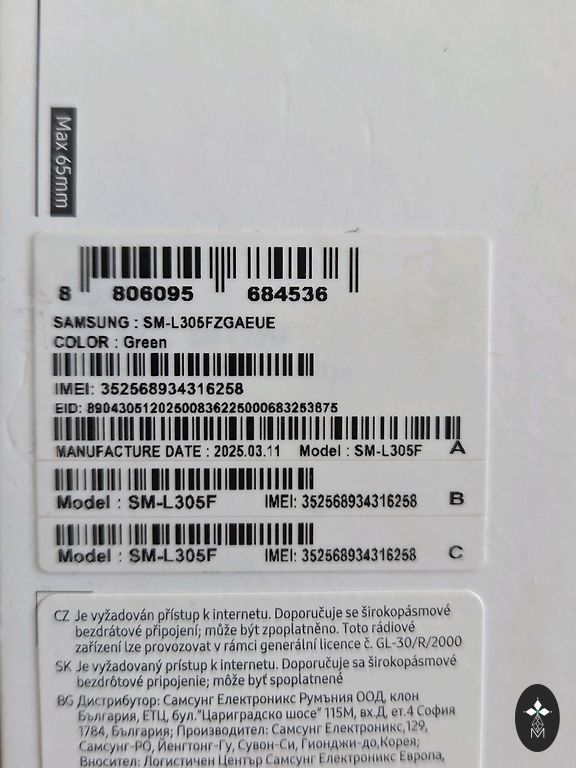 Max 65mm
8 806095 684536
SAMSUNG : SM-L305FZGAEUE
COLOR : Green
IMEI: 352568934316258
EID: 89043051202500836225000683253875
MANUFACTURE DATE : 2025.03.11 Model : SM-L305F A
Model : SM-L305F IMEI: 352568934316258 B
Model : SM-L305F IMEI: 352568934316258 C
CZ Je vyžadován přístup k internetu. Doporučuje se širokopásmové
bezdrátové připojení; může být zpoplatněno. Toto rádiové
zařízení lze provozovat v rámci generální licence č. GL-30/R/2000
SK Je vyžadovaný prístup k internetu. Doporučuje sa širokopásmové
bezdrôtové pripojenie; môže byť spoplatnené
BG Дистрибутор: Самсунг Електроникс Румъния ООД, клон
България, ЕТЦ, бул."Цариградско шосе" 115М, вх.Д, ет.4 София
1784, България; Производител: Самсунг Електроникс,129,
Самсунг-РО, Йенгтонг-Гу, Сувон-Си, Гионджи-до,Корея;
Вносител: Логистичен Център Самсунг Електроникс Европа,
M